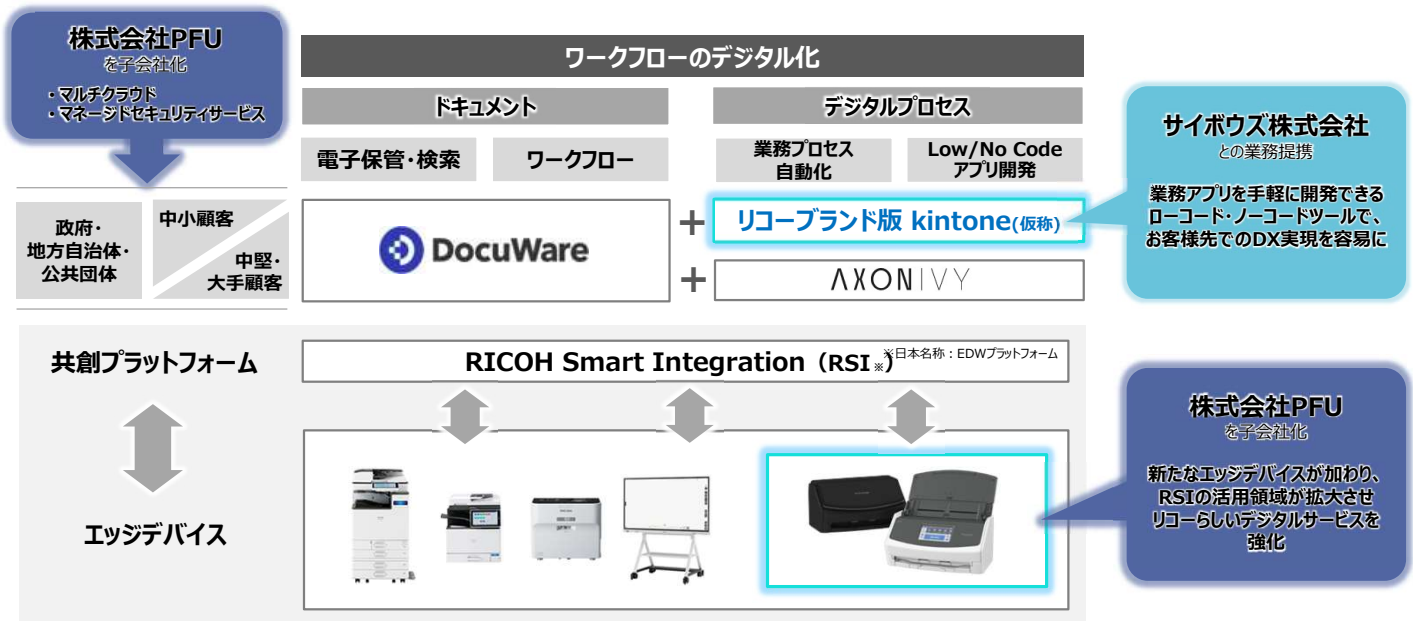 株式会社PFU
を子会社化
・マルチクラウド
・マネージドセキュリティサービス
ワークフローのデジタル化
ドキュメント
デジタルプロセス
電子保管・検索
ワークフロー
業務プロセス
自動化
Low/No Code
アプリ開発
サイボウズ株式会社
との業務提携
業務アプリを手軽に開発できる
ローコード・ノーコードツールで、
お客様先でのDX実現を容易に
政府・
地方自治体・
公共団体
中小顧客
中堅・
大手顧客
DocuWare
+
リコーブランド版 kintone(仮称)
+
AXONIVY
共創プラットフォーム
RICOH Smart Integration（RSI※）
※日本名称：EDWプラットフォーム
エッジデバイス
株式会社PFU
を子会社化
新たなエッジデバイスが加わり、
RSIの活用領域が拡大させ
リコーらしいデジタルサービスを
強化